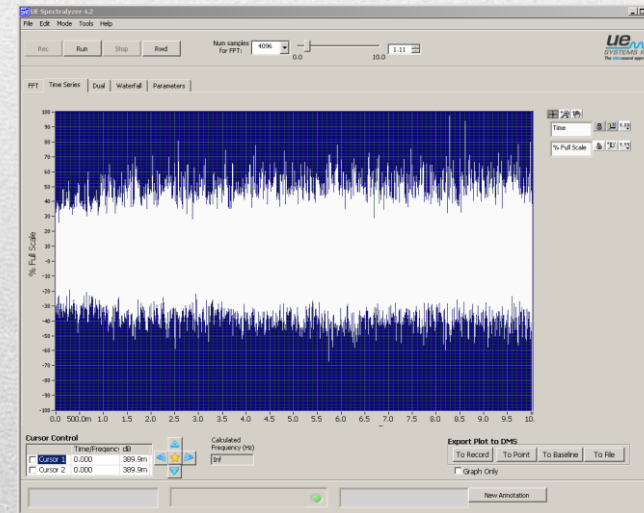 UE Spectralyzer 4.2
File Edit Mode Tools Help
Rec Run Stop Rwd
Num samples for FFT: 4096
0.0 10.0
1.11
ue
SYSTEMS
FFT Time Series Dual Waterfall Parameters
Time
% Full Scale
% Full Scale
100
90
80
70
60
50
40
30
20
10
-0
-10
-20
-30
-40
-50
-60
-70
-80
-90
-100
0.0 500.0m 1.0 1.5 2.0 2.5 3.0 3.5 4.0 4.5 5.0 5.5 6.0 6.5 7.0 7.5 8.0 8.5 9.0 9.5 10.
Cursor Control
Time/Freqency dB
Cursor 1 0.000 389.9m
Cursor 2 0.000 389.9m
Calculated
Frequency (Hz)
Inf
Export Plot to DMS
To Record To Point To Baseline To File
Graph Only
New Annotation